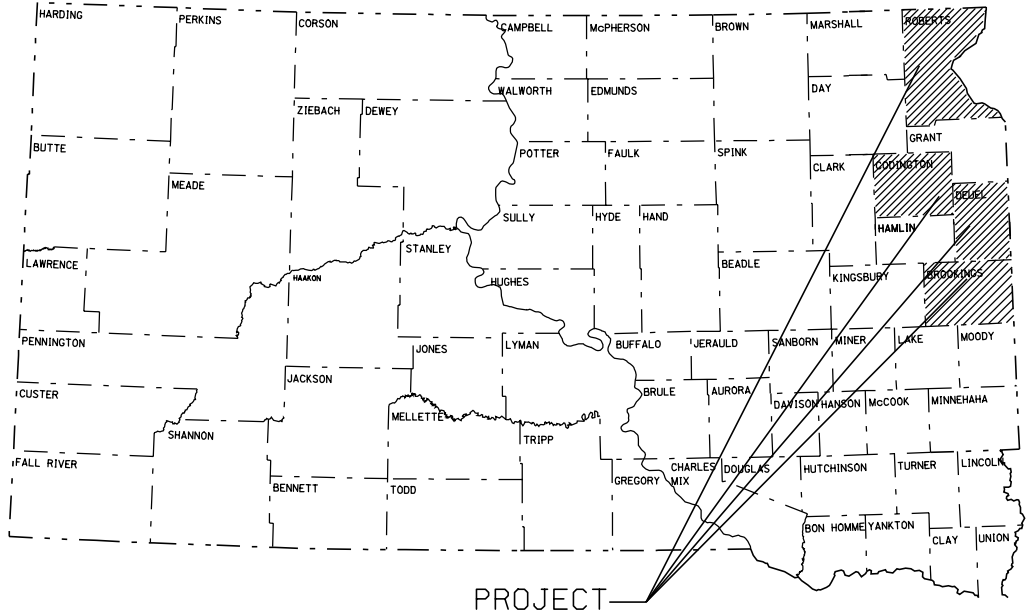 HARDING
PERKINS
CORSON
CAMPBELL
McPHERSON
BROWN
MARSHALL
ROBERTS
WALWORTH
EDMUNDS
DAY
ZIEBACH
DEWEY
GRANT
BUTTE
POTTER
FAULK
SPINK
CLARK
CODINGTON
MEADE
DEUEL
SULLY
HYDE
HAND
HAMLIN
STANLEY
LAWRENCE
HAAKON
HUGHES
BEADLE
KINGSBURY
BROOKINGS
PENNINGTON
JONES
LYMAN
BUFFALO
JERAULD
SANBORN
MINER
LAKE
MOODY
JACKSON
CUSTER
MELLETTE
BRULE
AURORA
DAVISON
HANSON
McCOOK
MINNEHAHA
SHANNON
TRIPP
FALL RIVER
BENNETT
TODD
GREGORY
CHARLES
MIX
DOUGLAS
HUTCHINSON
TURNER
LINCOLN
BON HOMME
YANKTON
CLAY
UNION
PROJECT